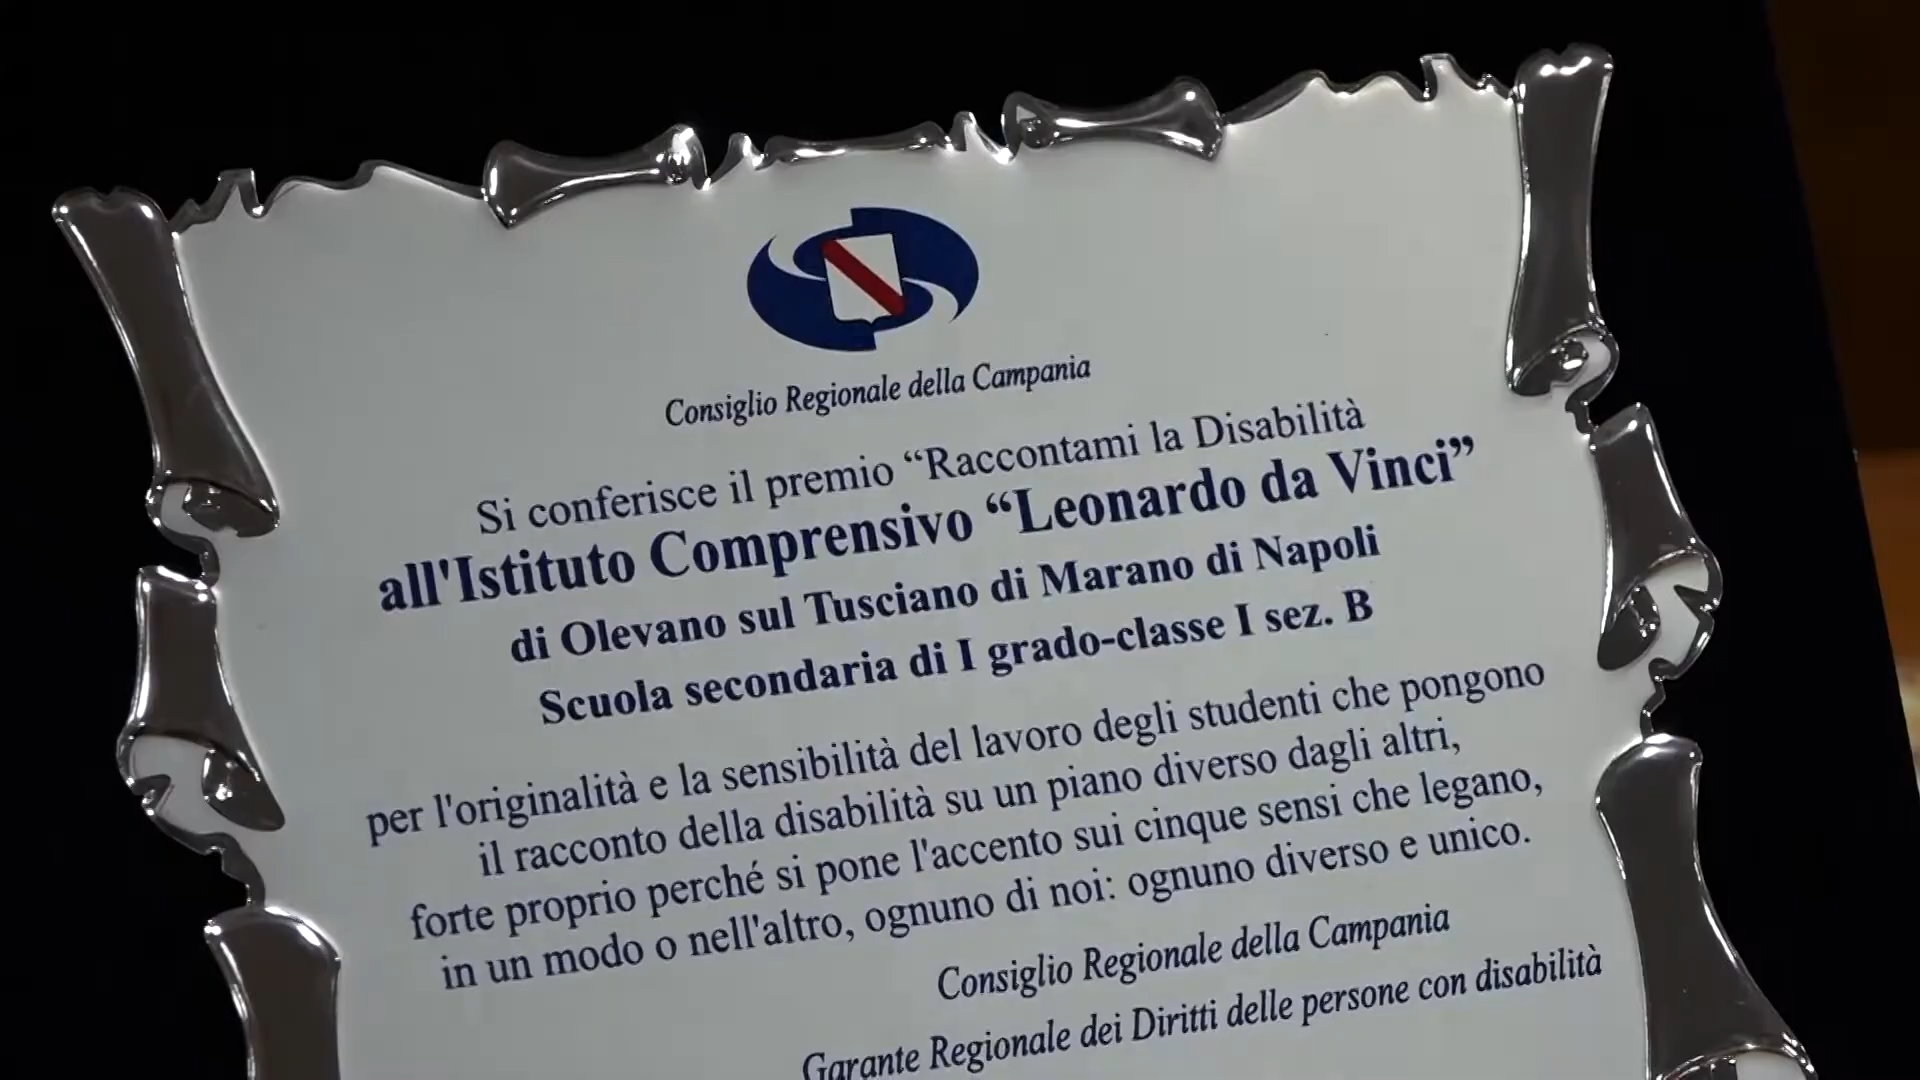 Consiglio Regionale della Campania
Si conferisce il premio “Raccontami la Disabilità
all'Istituto Comprensivo “Leonardo da Vinci”
di Olevano sul Tusciano di Marano di Napoli
Scuola secondaria di I grado-classe I sez. B
per l'originalità e la sensibilità del lavoro degli studenti che pongono
il racconto della disabilità su un piano diverso dagli altri,
forte proprio perché si pone l'accento sui cinque sensi che legano,
in un modo o nell'altro, ognuno di noi: ognuno diverso e unico.
Consiglio Regionale della Campania
Garante Regionale dei Diritti delle persone con disabilità